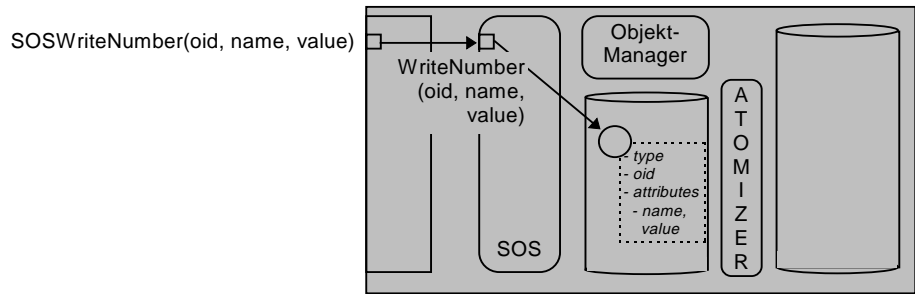 SOSWriteNumber(oid, name, value)
WriteNumber
(oid, name,
value)
SOS
Objekt-
Manager
- type
- oid
- attributes
- name,
value
A
T
O
M
I
Z
E
R